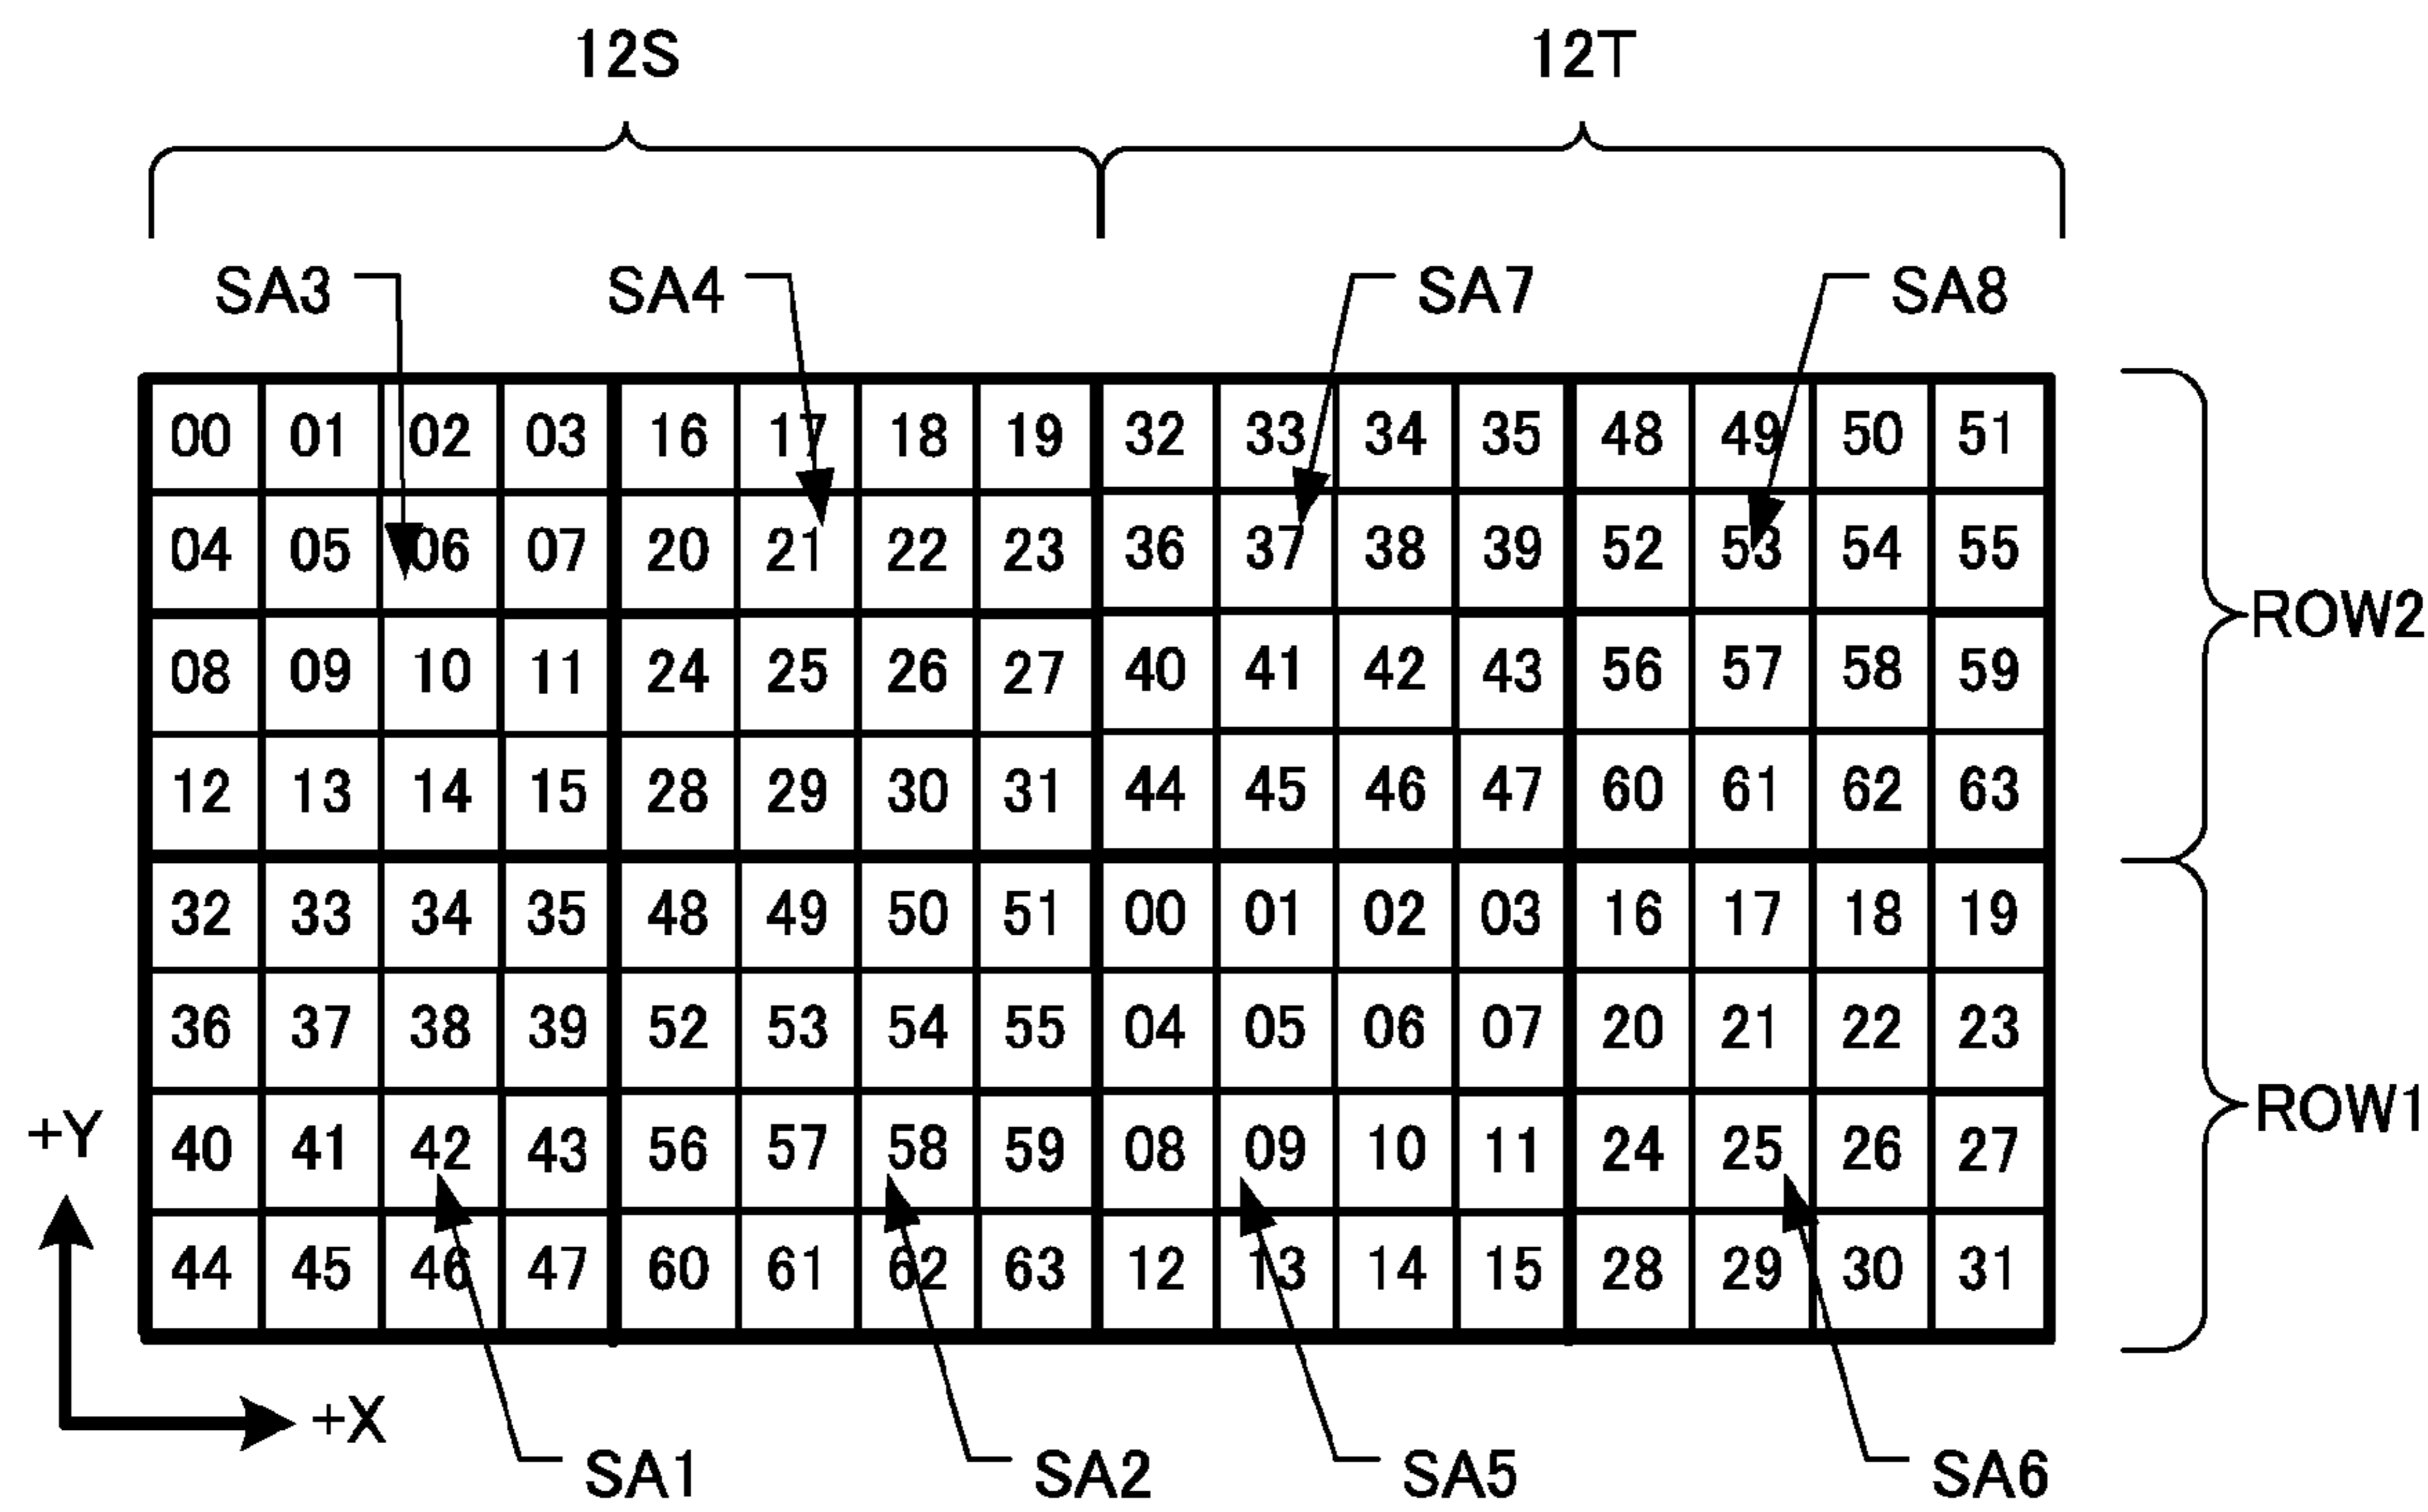 12S 12T
SA3 SA4 SA7 SA8
00 01 02 03 16 17 18 19 32 33 34 35 48 49 50 51
04 05 06 07 20 21 22 23 36 37 38 39 52 53 54 55
ROW2
08 09 10 11 24 25 26 27 40 41 42 43 56 57 58 59
12 13 14 15 28 29 30 31 44 45 46 47 60 61 62 63
32 33 34 35 48 49 50 51 00 01 02 03 16 17 18 19
36 37 38 39 52 53 54 55 04 05 06 07 20 21 22 23
ROW1
+Y
40 41 42 43 56 57 58 59 08 09 10 11 24 25 26 27
44 45 46 47 60 61 62 63 12 13 14 15 28 29 30 31
+X
SA1 SA2 SA5 SA6